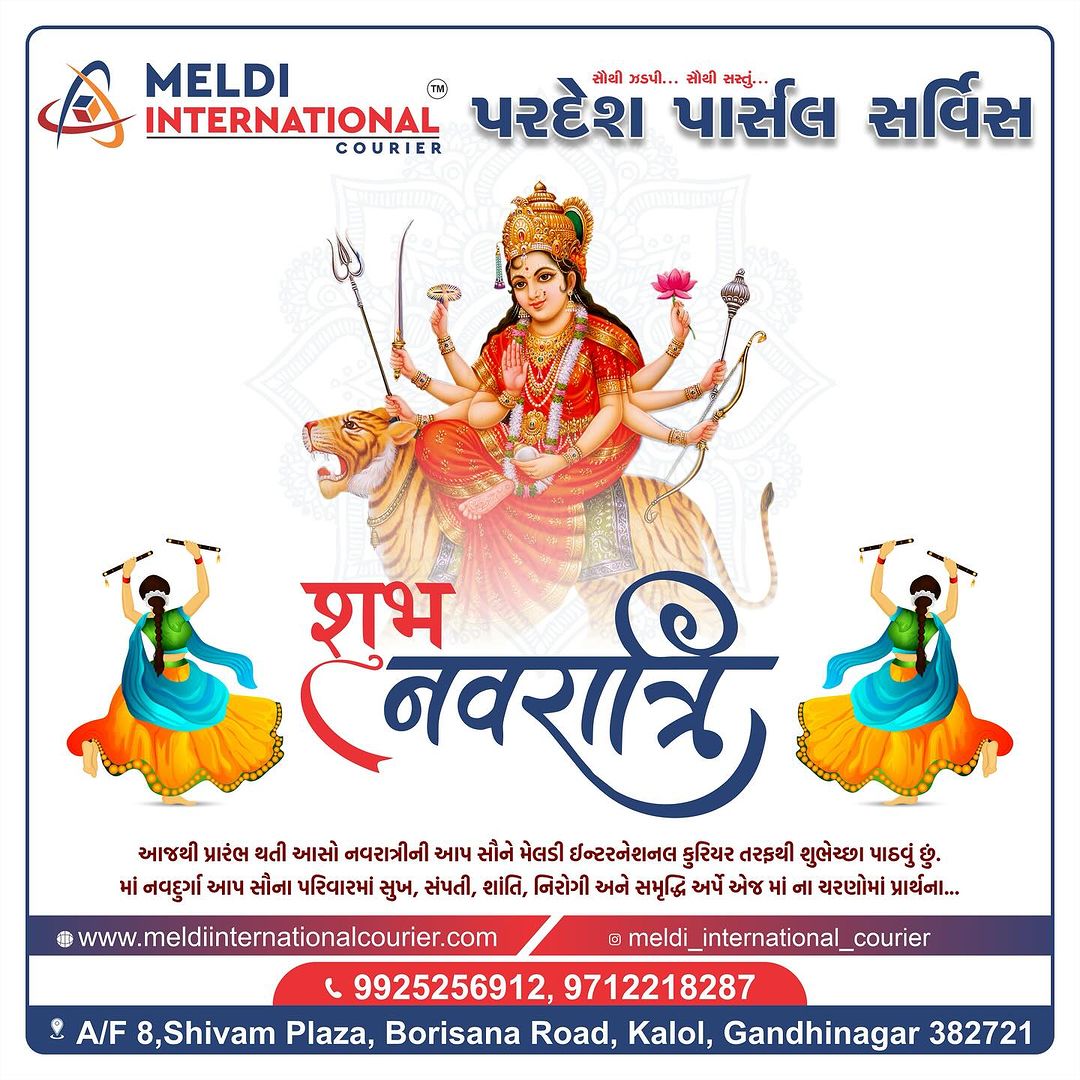 MELDI
INTERNATIONAL
COURIER
TM
સૌથી ઝડપી... સૌથી સસ્તું...
પરદેશ પાર્સલ સર્વિસ
શુભ
નવરાત્રિ
આજથી પ્રારંભ થતી આસો નવરાત્રીની આપ સૌને મેલડી ઈન્ટરનેશનલ કુરિયર તરફથી શુભેચ્છા પાઠવું છું.
માં નવદુર્ગા આપ સૌના પરિવારમાં સુખ, સંપતી, શાંતિ, નિરોગી અને સમૃદ્ધિ અર્પે એજ માં ના ચરણોમાં પ્રાર્થના...
www.meldiinternationalcourier.com
meldi_international_courier
9925256912, 9712218287
A/F 8,Shivam Plaza, Borisana Road, Kalol, Gandhinagar 382721